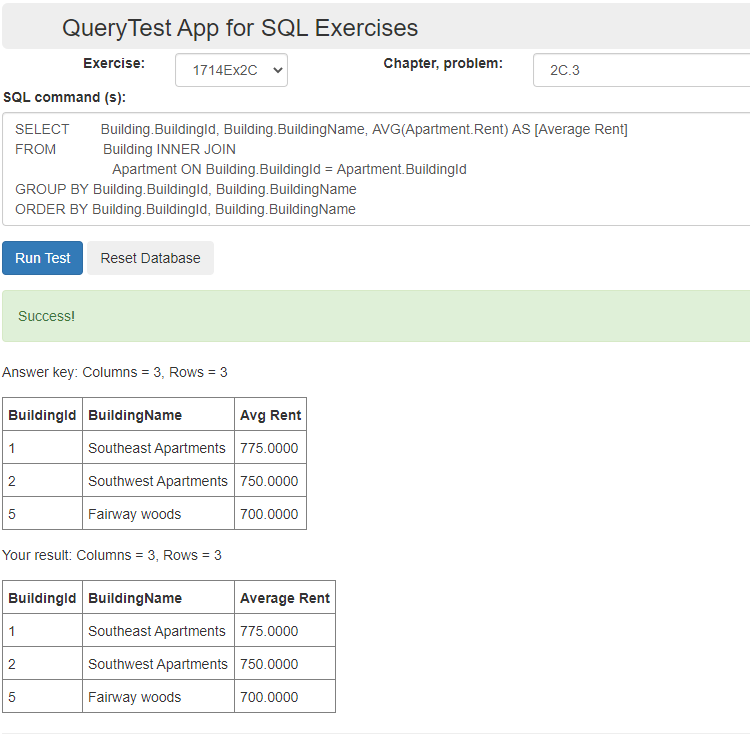 QueryTest App for SQL Exercises
Exercise: 1714Ex2C Chapter, problem: 2C.3
SQL command (s):
SELECT Building.BuildingId, Building.BuildingName, AVG(Apartment.Rent) AS [Average Rent]
FROM Building INNER JOIN
Apartment ON Building.BuildingId = Apartment.BuildingId
GROUP BY Building.BuildingId, Building.BuildingName
ORDER BY Building.BuildingId, Building.BuildingName
Run Test Reset Database
Success!
Answer key: Columns = 3, Rows = 3
BuildingId BuildingName Avg Rent
1 Southeast Apartments 775.0000
2 Southwest Apartments 750.0000
5 Fairway woods 700.0000
Your result: Columns = 3, Rows = 3
BuildingId BuildingName Average Rent
1 Southeast Apartments 775.0000
2 Southwest Apartments 750.0000
5 Fairway woods 700.0000